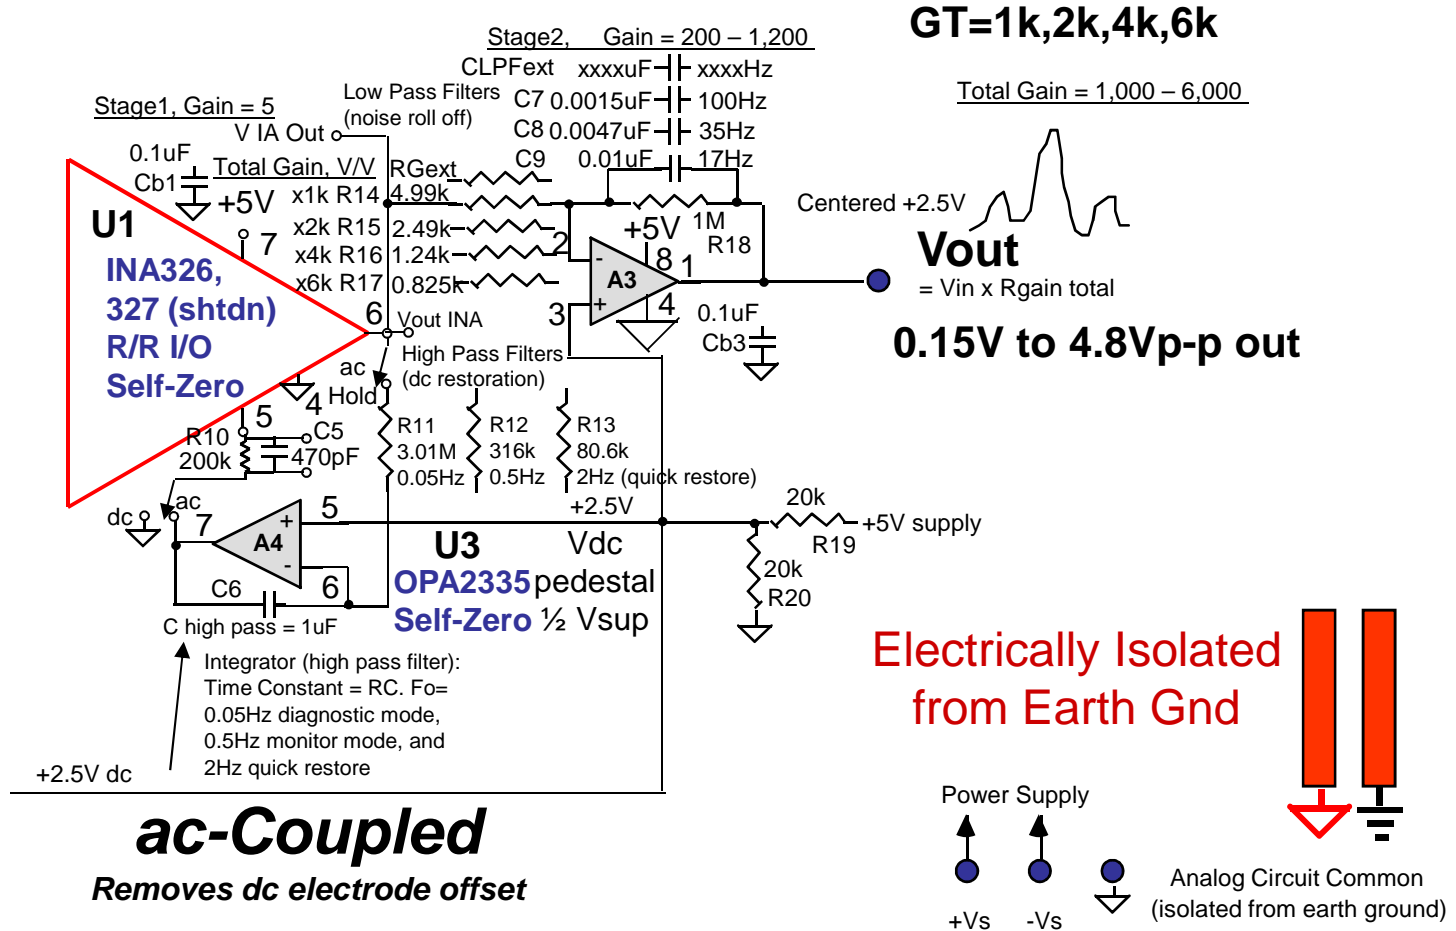 GT=1k,2k,4k,6k
Stage2, Gain = 200 – 1,200
CLPFext xxxxuF xxxxHz
C7 0.0015uF 100Hz
C8 0.0047uF 35Hz
C9 0.01uF 17Hz
Total Gain = 1,000 – 6,000
Stage1, Gain = 5
Low Pass Filters
(noise roll off)
V IA Out
0.1uF
Cb1
Total Gain, V/V
RGext
+5V
x1k R14 4.99k
x2k R15 2.49k
x4k R16 1.24k
x6k R17 0.825k
1M
R18
+5V
Centered +2.5V
U1
7
INA326,
327 (shtdn)
R/R I/O
Self-Zero
2
8
1
A3
-
+
3
4
6
Vout INA
0.1uF
Cb3
Vout
= Vin x Rgain total
0.15V to 4.8Vp-p out
High Pass Filters
(dc restoration)
ac
Hold
4
5
R10
200k
C5
470pF
R11
3.01M
0.05Hz
R12
316k
0.5Hz
R13
80.6k
2Hz (quick restore)
dc
ac
7
A4
+
-
5
6
+2.5V
20k
R19
+5V supply
20k
R20
U3
OPA2335
Self-Zero
Vdc
pedestal
½ Vsup
C6
C high pass = 1uF
Integrator (high pass filter):
Time Constant = RC. Fo=
0.05Hz diagnostic mode,
0.5Hz monitor mode, and
2Hz quick restore
+2.5V dc
ac-Coupled
Removes dc electrode offset
Electrically Isolated
from Earth Gnd
Power Supply
+Vs
-Vs
Analog Circuit Common
(isolated from earth ground)